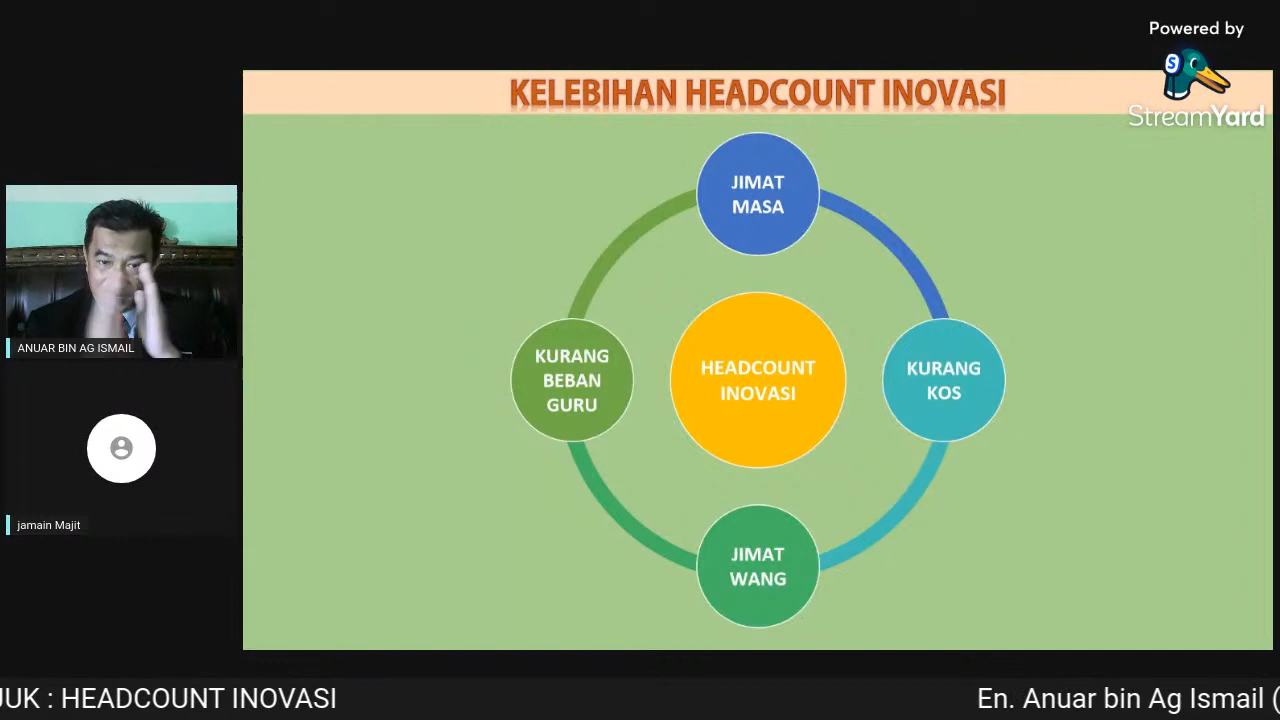 Powered by
StreamYard
KELEBIHAN HEADCOUNT INOVASI
JIMAT
MASA
KURANG
BEBAN
GURU
HEADCOUNT
INOVASI
KURANG
KOS
JIMAT
WANG
ANUAR BIN AG ISMAIL
jamain Majit
JUK : HEADCOUNT INOVASI
En. Anuar bin Ag Ismail (